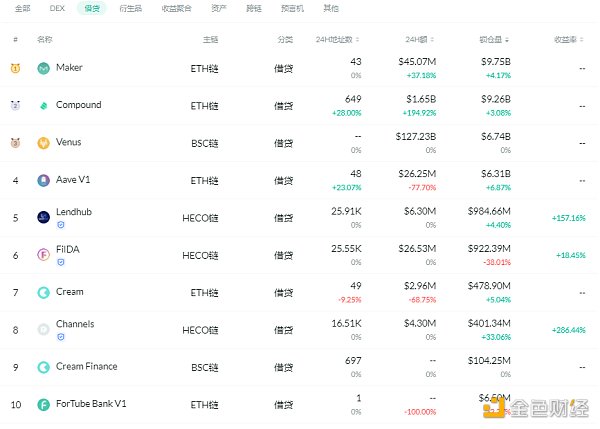 全部 DEX 借贷 衍生品 收益聚合 资产 跨链 预言机 其他
# 名称 主链 分类 24H地址数 24H额 锁仓量 收益率
1 Maker ETH链 借贷 43 $45.07M $9.75B --
0% +37.18% +4.17%
2 Compound ETH链 借贷 649 $1.65B $9.26B --
+28.00% +194.92% +3.08%
3 Venus BSC链 借贷 -- $127.23B $6.74B --
0% 0% 0%
4 Aave V1 ETH链 借贷 48 $26.25M $6.31B --
+23.07% -77.70% +6.87%
5 Lendhub HECO链 借贷 25.91K $6.30M $984.66M +157.16%
0% 0% +4.40%
6 FilDA HECO链 借贷 25.55K $26.53M $922.39M +18.45%
0% 0% -38.01%
7 Cream ETH链 借贷 49 $2.96M $478.90M --
-9.25% -68.75% +5.04%
8 Channels HECO链 借贷 16.51K $4.30M $401.34M +286.44%
0% 0% +33.06%
9 Cream Finance BSC链 借贷 697 -- $104.25M --
0% 0% 0%
10 ForTube Bank V1 ETH链 借贷 1 --
0% -100.00%
金色财经